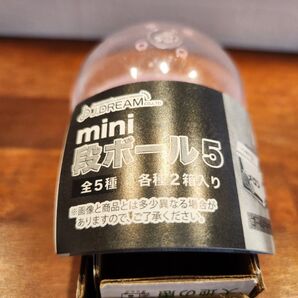 J.DREAM
mini
段ボール5
全5種 各種2箱入り
※画像と商品とは多少異なる場合が
ありますので、ご了承ください。